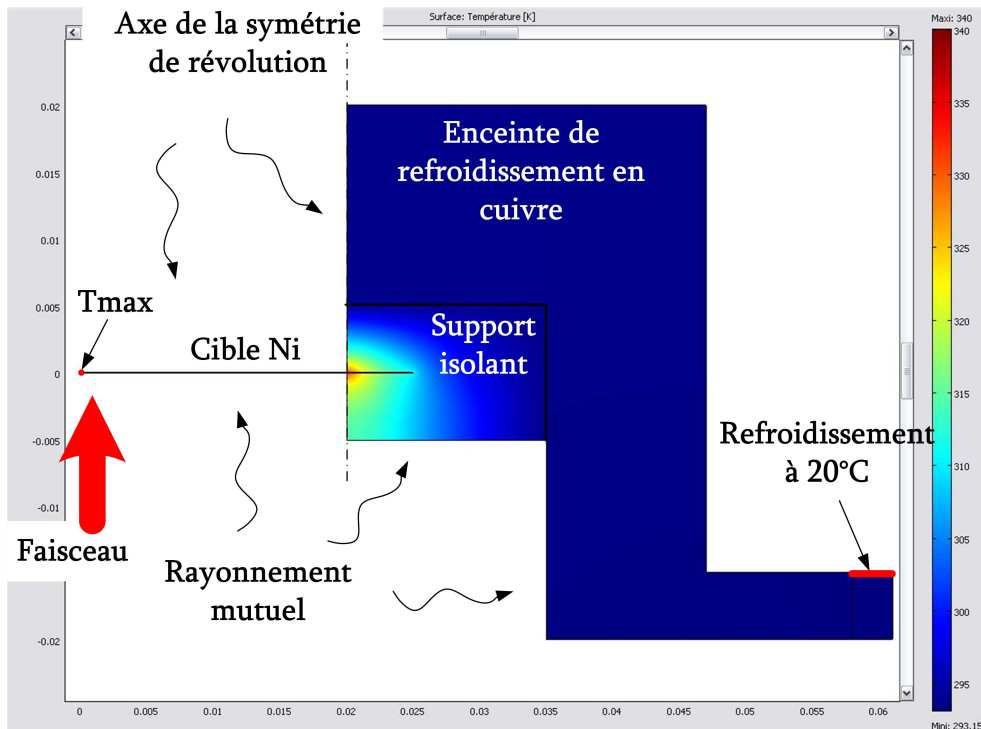 Surface: Température [K]
Maxi: 340
Axe de la symétrie
de révolution
Enceinte de
refroidissement en
cuivre
Tmax
Cible Ni
Support
isolant
Refroidissement
à 20°C
Faisceau
Rayonnement
mutuel
0.02
0.015
0.01
0.005
0
-0.005
-0.01
-0.02
0
0.005
0.01
0.015
0.02
0.025
0.03
0.035
0.04
0.045
0.05
0.055
0.06
340
335
330
325
320
315
310
305
300
295
Mini: 293.15